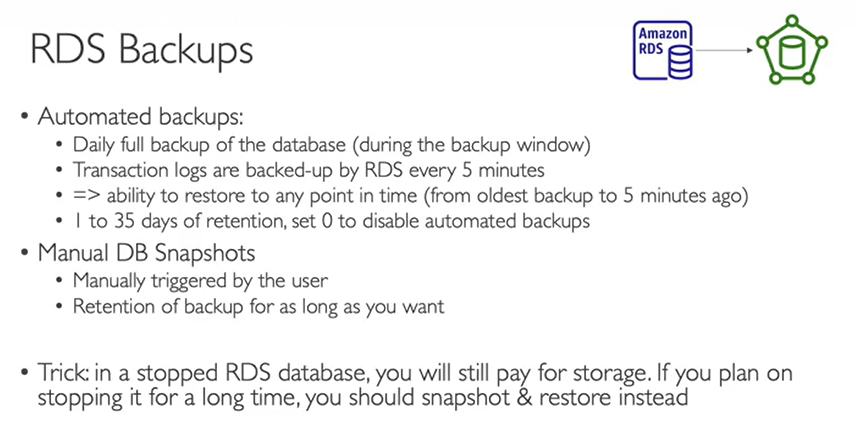 RDS Backups
Amazon
RDS
• Automated backups:
• Daily full backup of the database (during the backup window)
• Transaction logs are backed-up by RDS every 5 minutes
• => ability to restore to any point in time (from oldest backup to 5 minutes ago)
• 1 to 35 days of retention, set 0 to disable automated backups
• Manual DB Snapshots
• Manually triggered by the user
• Retention of backup for as long as you want
• Trick: in a stopped RDS database, you will still pay for storage. If you plan on
stopping it for a long time, you should snapshot & restore instead